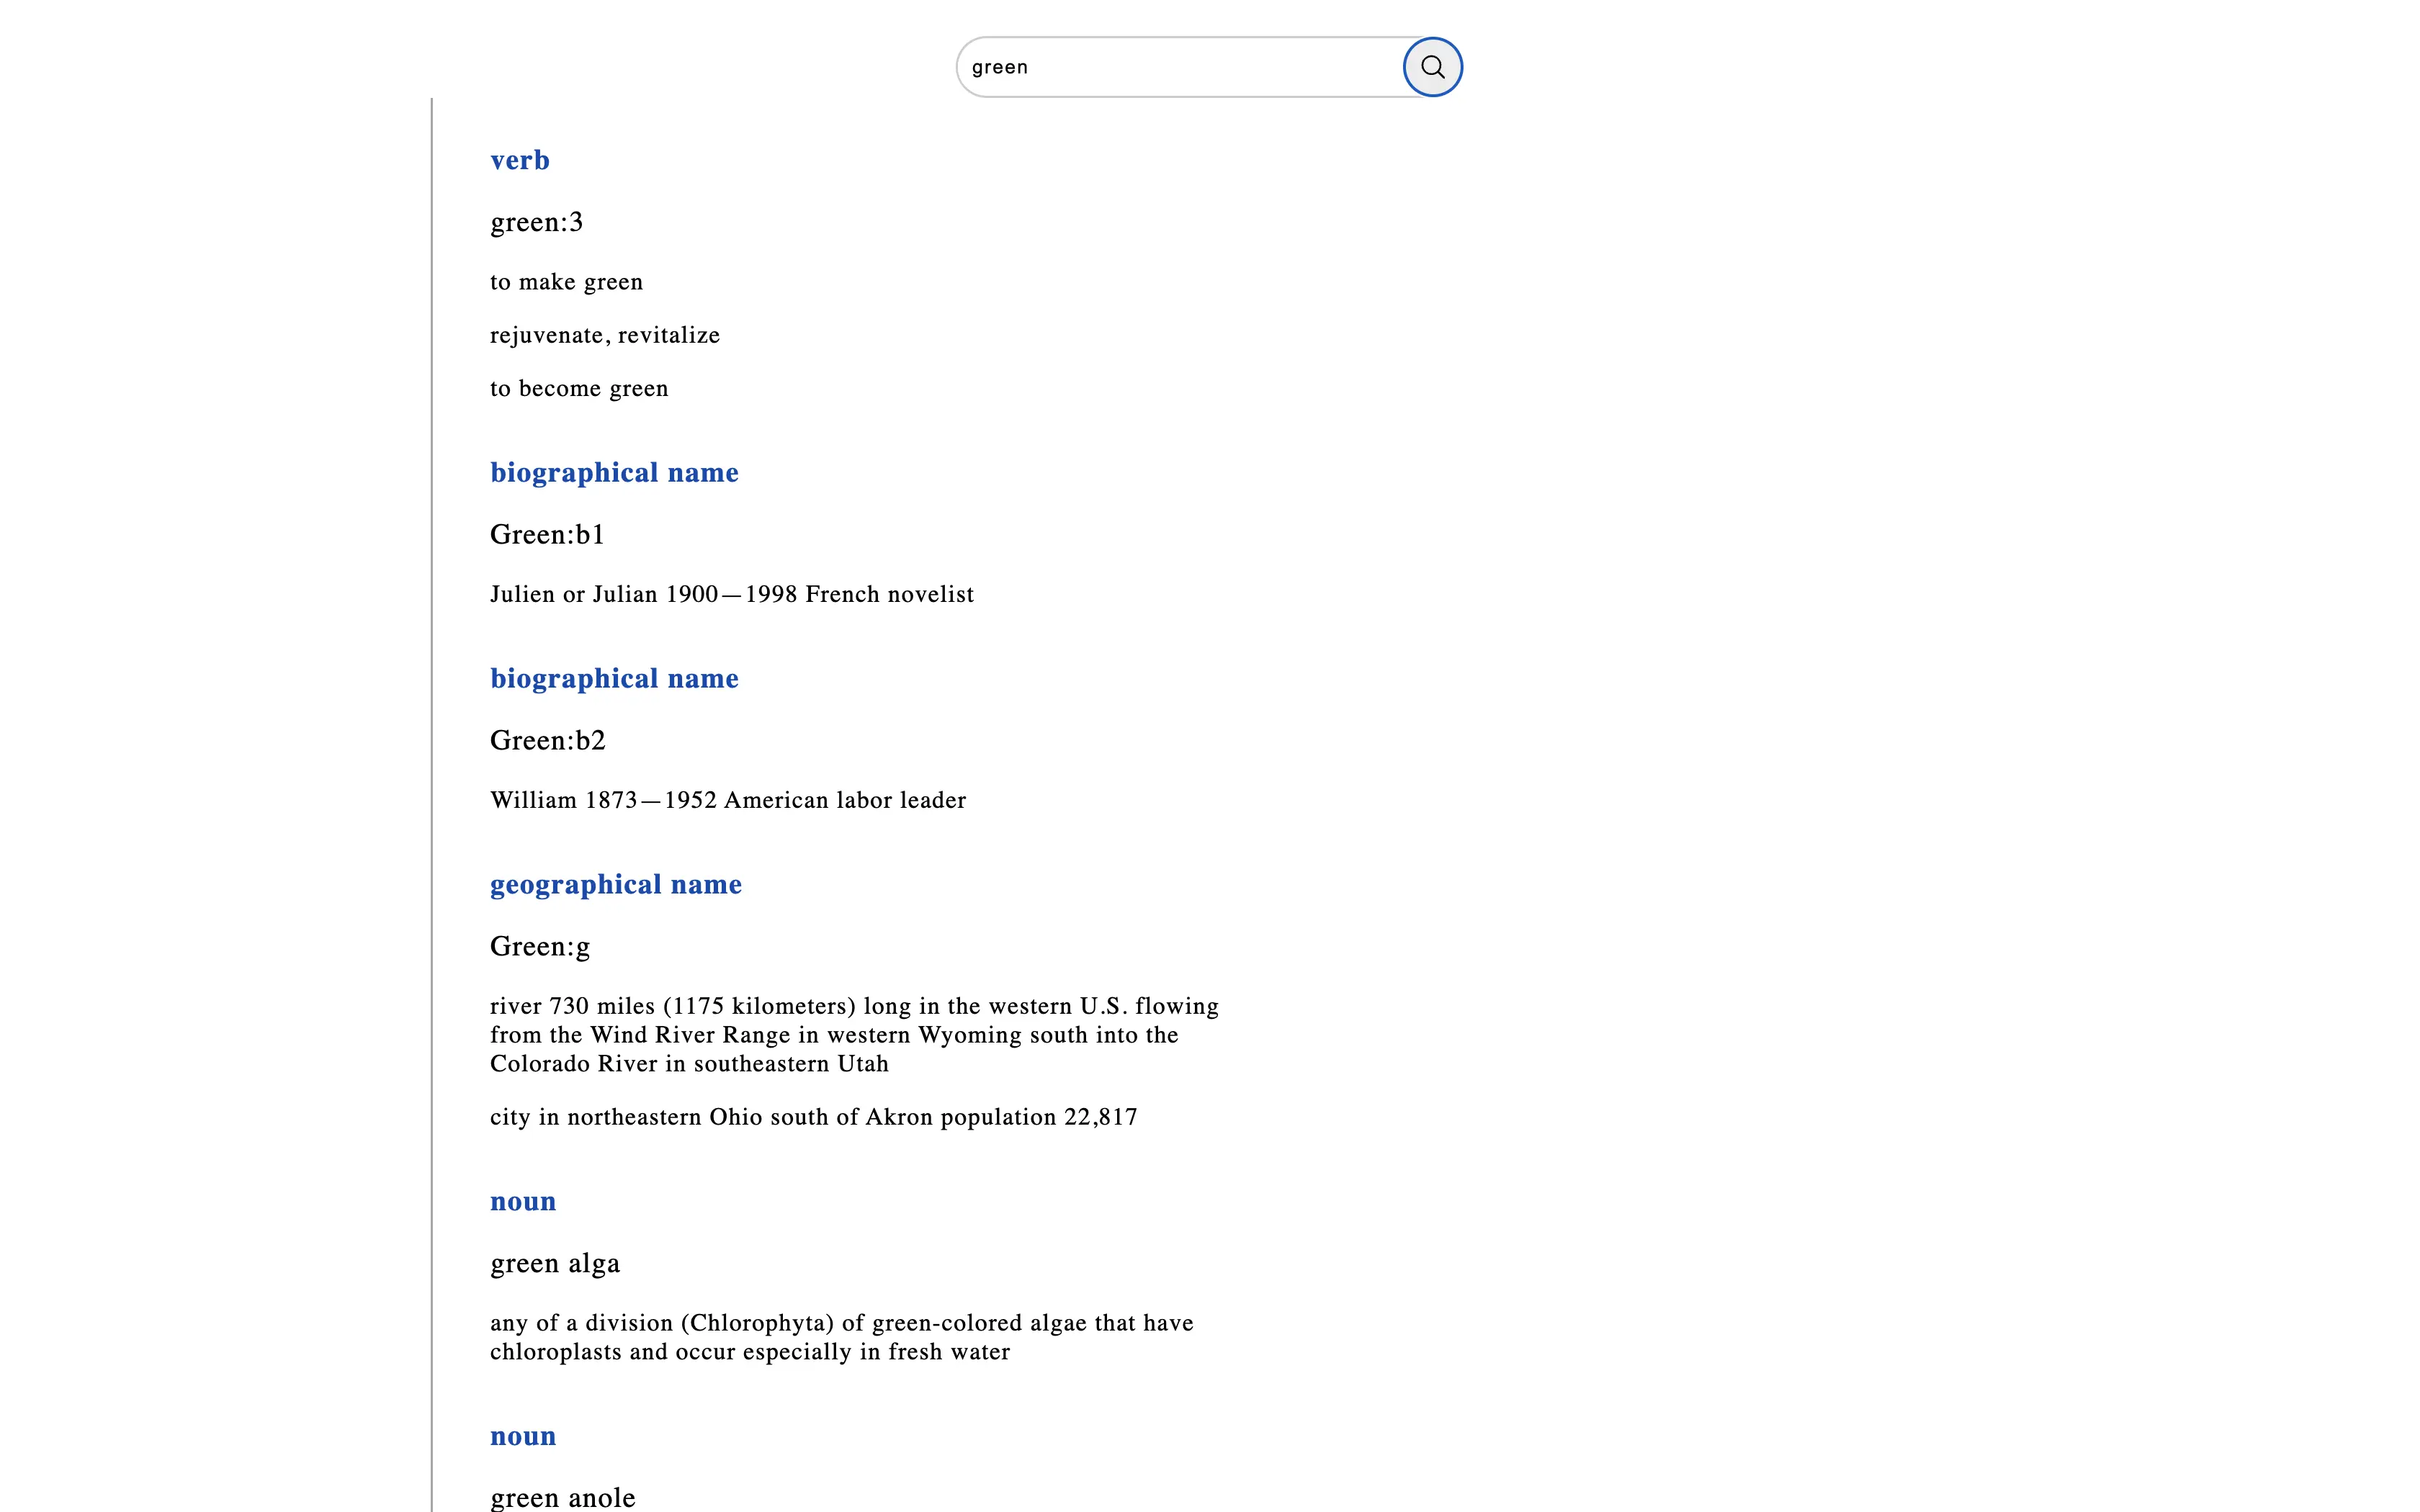 green
verb
green:3
to make green
rejuvenate, revitalize
to become green
biographical name
Green:b1
Julien or Julian 1900—1998 French novelist
biographical name
Green:b2
William 1873—1952 American labor leader
geographical name
Green:g
river 730 miles (1175 kilometers) long in the western U.S. flowing
from the Wind River Range in western Wyoming south into the
Colorado River in southeastern Utah
city in northeastern Ohio south of Akron population 22,817
noun
green alga
any of a division (Chlorophyta) of green-colored algae that have
chloroplasts and occur especially in fresh water
noun
green anole